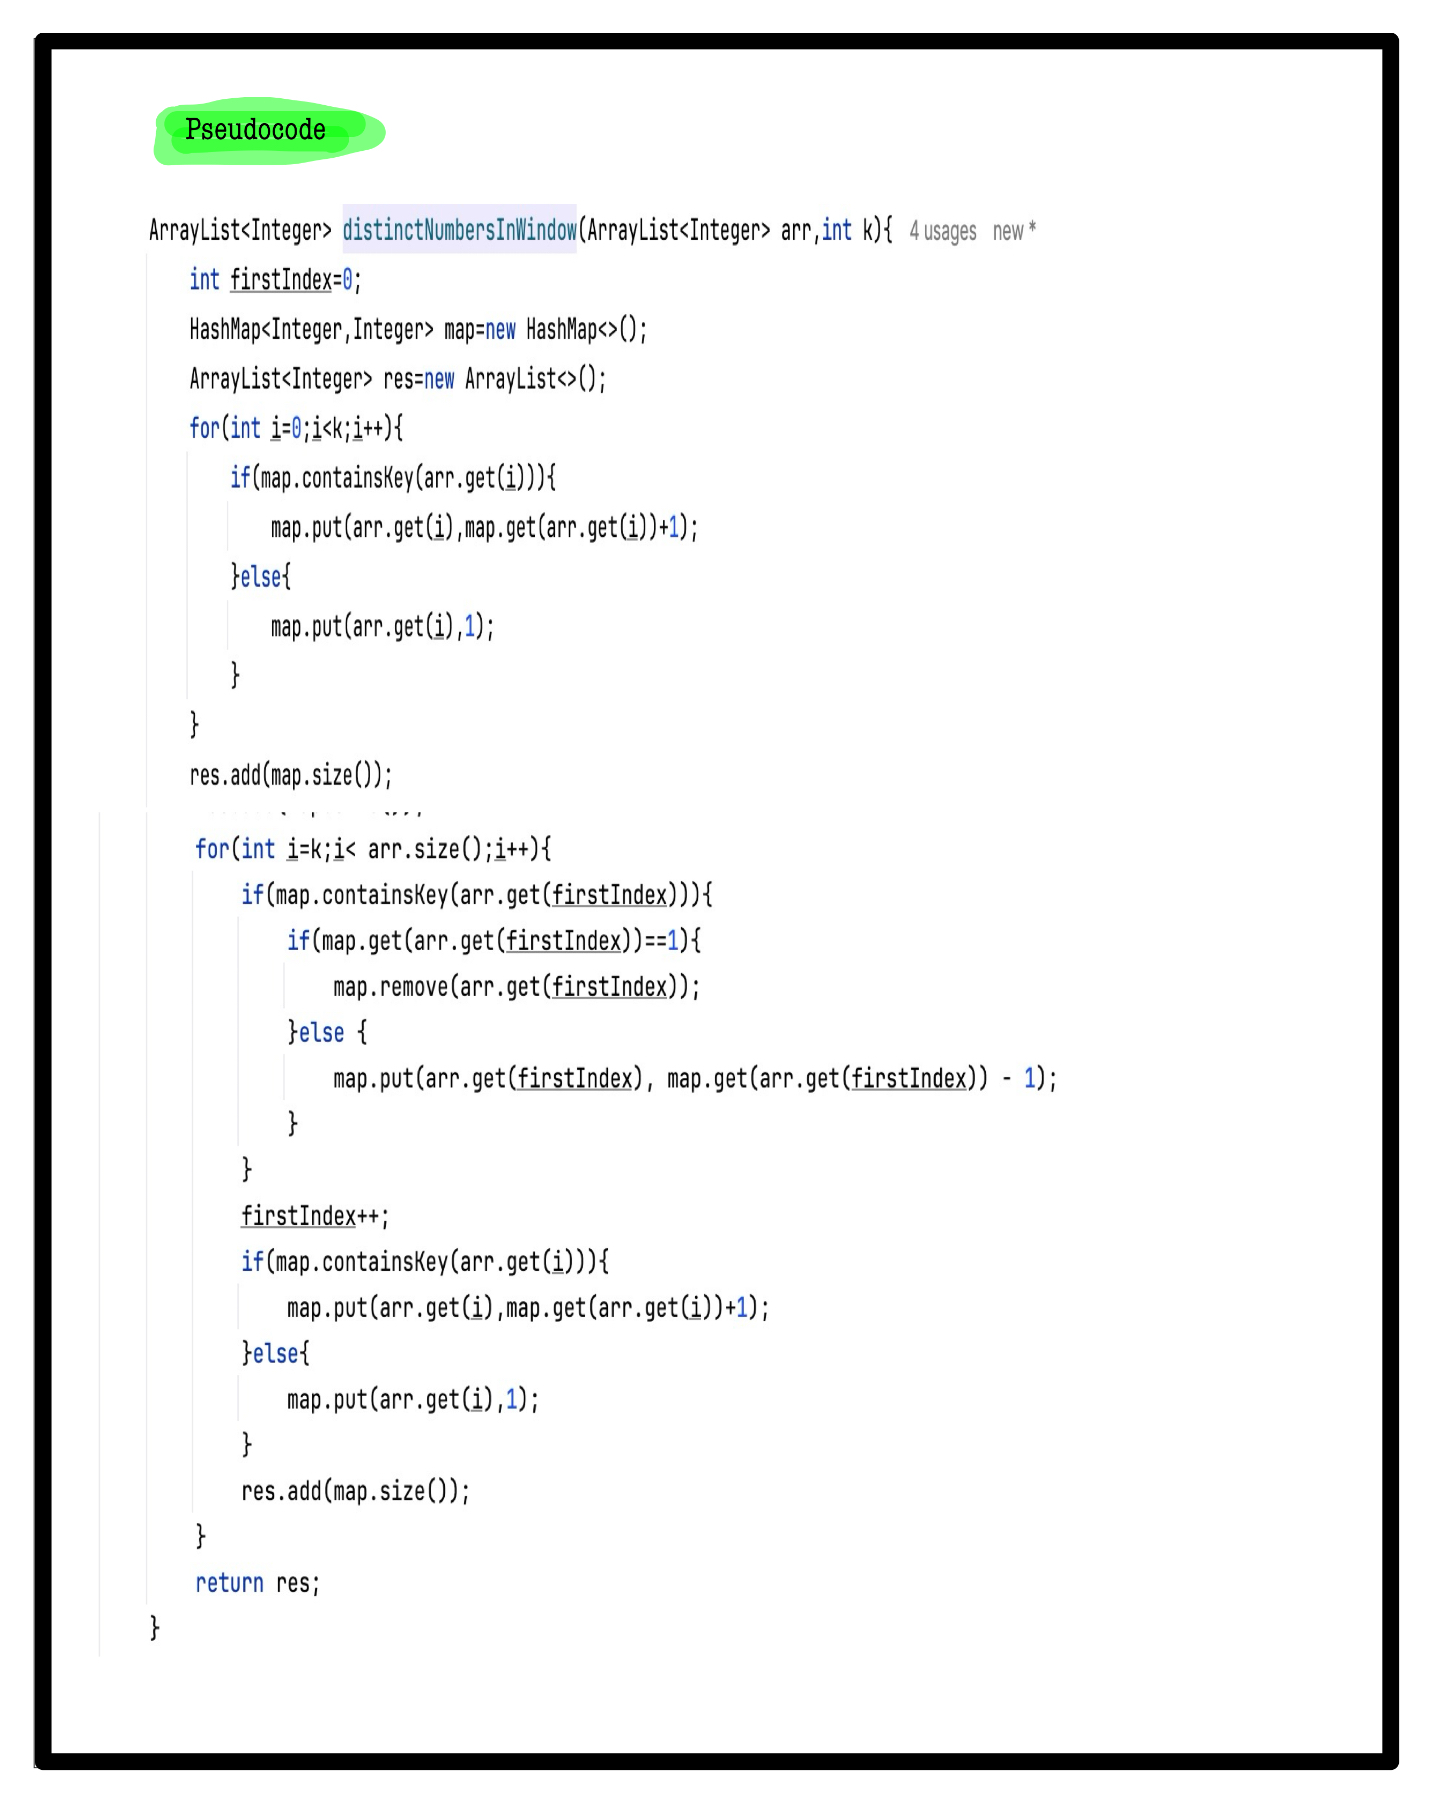 Pseudocode
ArrayList<Integer> distinctNumbersInWindow(ArrayList<Integer> arr,int k){ 4 usages new *
int firstIndex=0;
HashMap<Integer,Integer> map=new HashMap<>();
ArrayList<Integer> res=new ArrayList<>();
for(int i=0;i<k;i++){
if(map.containsKey(arr.get(i))){
map.put(arr.get(i),map.get(arr.get(i))+1);
}else{
map.put(arr.get(i),1);
}
}
res.add(map.size());
for(int i=k;i< arr.size();i++){
if(map.containsKey(arr.get(firstIndex))){
if(map.get(arr.get(firstIndex))==1){
map.remove(arr.get(firstIndex));
}else {
map.put(arr.get(firstIndex), map.get(arr.get(firstIndex)) - 1);
}
}
firstIndex++;
if(map.containsKey(arr.get(i))){
map.put(arr.get(i),map.get(arr.get(i))+1);
}else{
map.put(arr.get(i),1);
}
res.add(map.size());
}
return res;
}